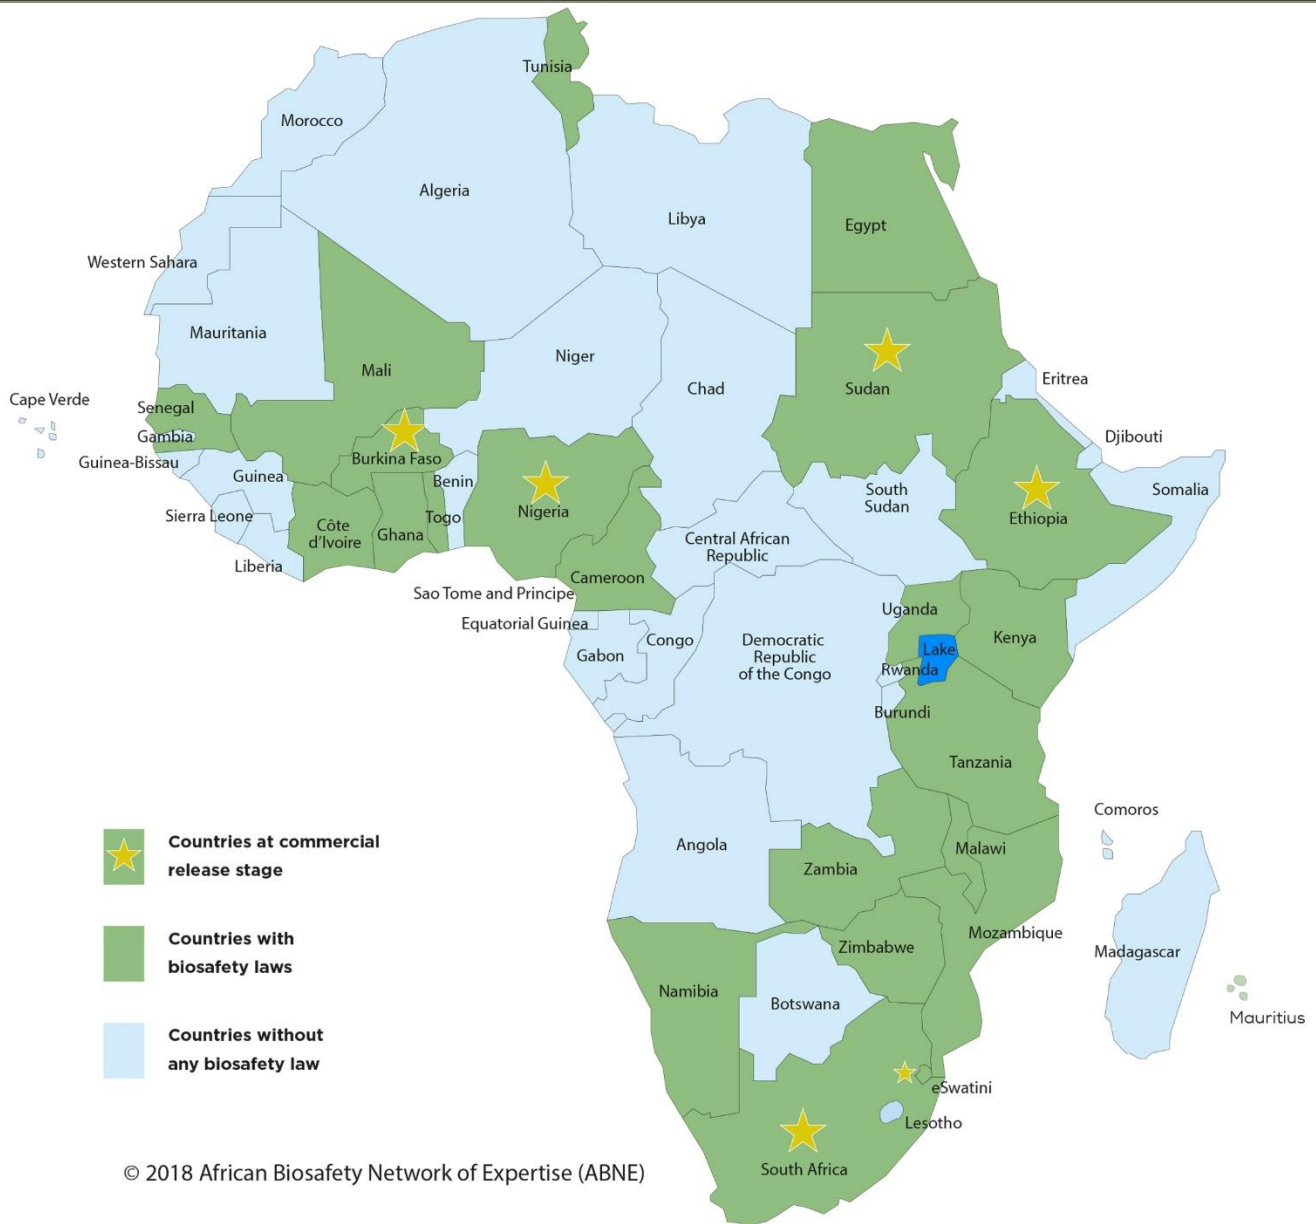 Tunisia
Morocco
Algeria
Libya
Egypt
Western Sahara
Mauritania
Mali
Niger
Chad
Sudan
Eritrea
Cape Verde
Senegal
Gambia
Djibouti
Guinea-Bissau
Burkina Faso
Guinea
Benin
Nigeria
South
Sudan
Somalia
Ethiopia
Sierra Leone
Côte
d’Ivoire
Ghana
Togo
Liberia
Central African
Republic
Cameroon
Sao Tome and Principe
Equatorial Guinea
Uganda
Kenya
Gabon
Congo
Democratic
Republic
of the Congo
Lake
Rwanda
Burundi
Tanzania
Comoros
Countries at commercial
release stage
Angola
Malawi
Zambia
Countries with
biosafety laws
Mozambique
Zimbabwe
Madagascar
Namibia
Botswana
Mauritius
Countries without
any biosafety law
eSwatini
Lesotho
South Africa
© 2018 African Biosafety Network of Expertise (ABNE)